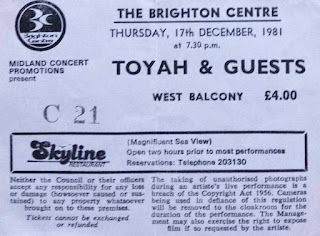 THE BRIGHTON CENTRE
Brighton
Centre
THURSDAY, 17th DECEMBER, 1981
at 7.30 p.m.
MIDLAND CONCERT
PROMOTIONS
present
TOYAH & GUESTS
C 21
WEST BALCONY £4.00
Skyline
RESTAURANT
(Magnificent Sea View)
Open two hours prior to most performances
Reservations: Telephone 203130
Neither the Council or their officers
accept any responsibility for any loss
or damage (howsoever caused or sus-
tained) to any property whatsoever
brought on to these premises.
Tickets cannot be exchanged
or refunded
The taking of unauthorised photographs
during an artiste's live performance is a
breach of the Copyright Act 1956. Cameras
being used in defiance of this regulation
will be removed to the cloakroom for the
duration of the performance. The Manage-
ment may also exercise the right to expose
film if so requested by the artiste.